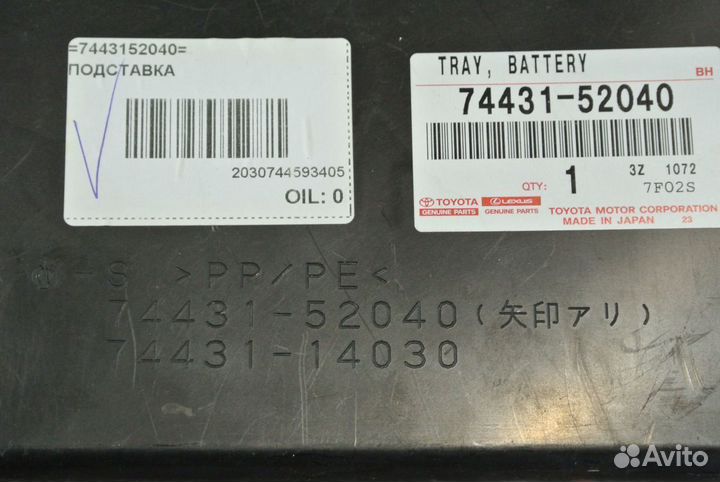 =7443152040=
ПОДСТАВКА
2030744593405
OIL: 0
TRAY, BATTERY
BH
74431-52040
QTY: 1
3Z 1072
7F02S
TOYOTA
GENUINE PARTS
LEXUS
GENUINE PARTS
TOYOTA MOTOR CORPORATION
MADE IN JAPAN 23
-S >PP/PE<
74431-52040(矢印アリ)
74431-14030
Avito